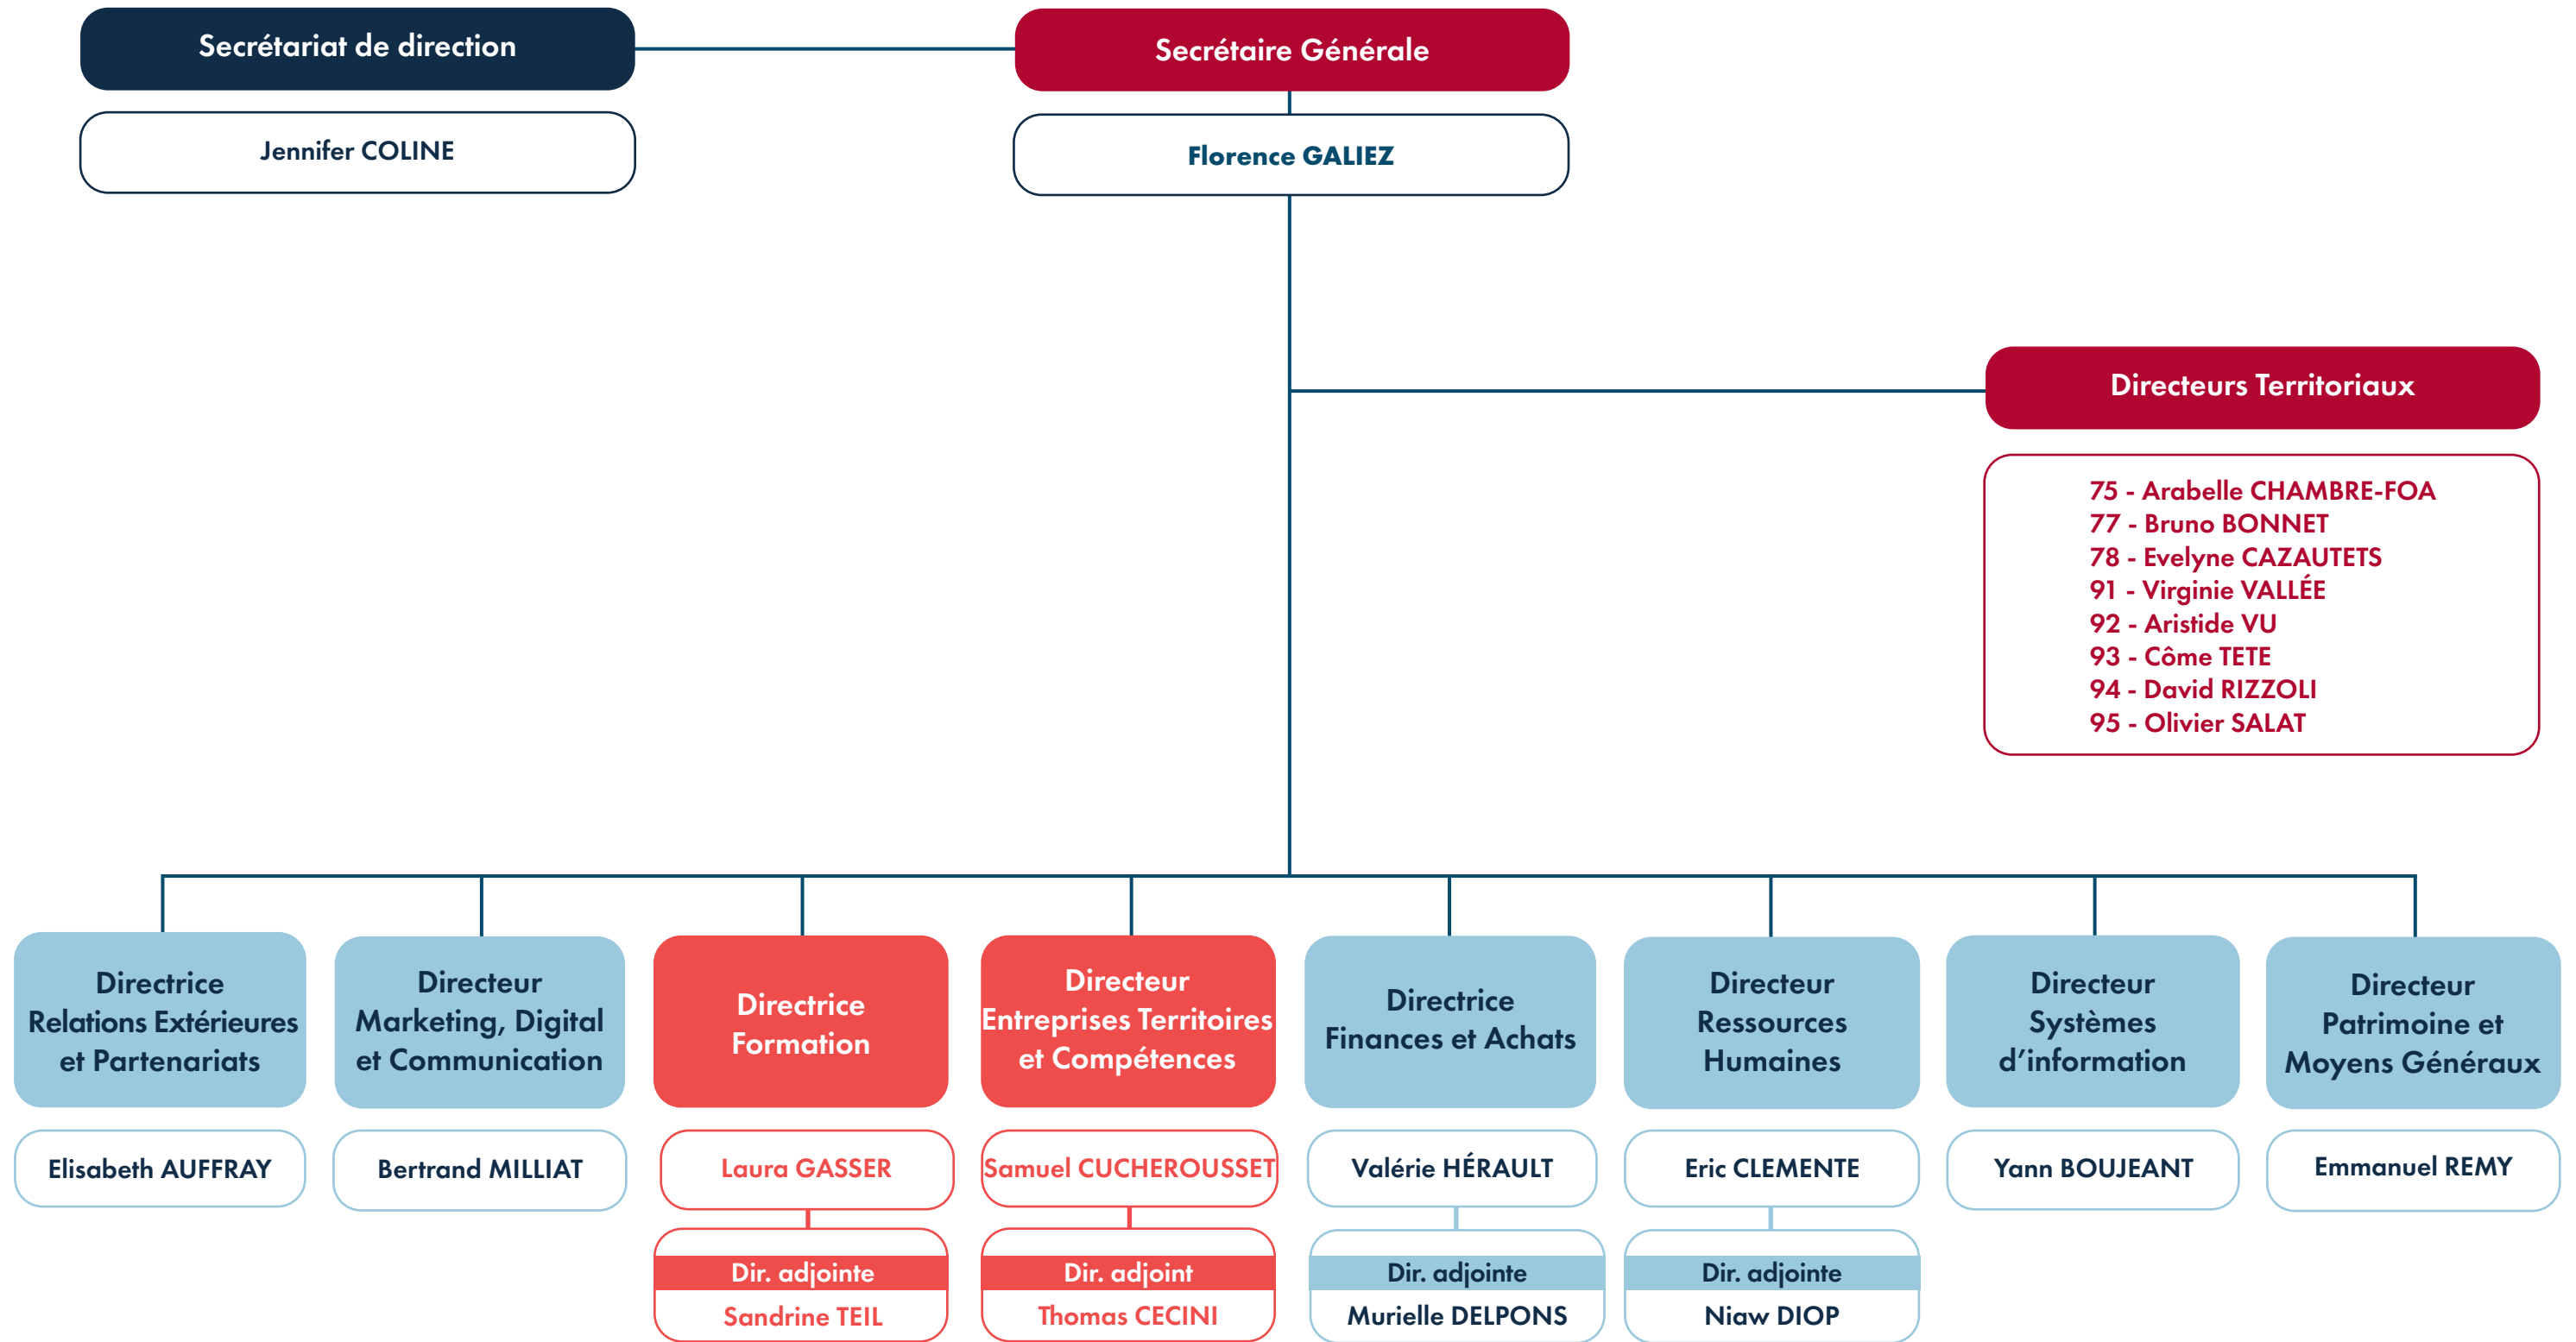 Secrétariat de direction
Jennifer COLINE
Secrétaire Générale
Florence GALIEZ
Directeurs Territoriaux
75 - Arabelle CHAMBRE-FOA
77 - Bruno BONNET
78 - Evelyne CAZAUTETS
91 - Virginie VALLÉE
92 - Aristide VU
93 - Côme TETE
94 - David RIZZOLI
95 - Olivier SALAT
Directrice
Relations Extérieures
et Partenariats
Elisabeth AUFFRAY
Directeur
Marketing, Digital
et Communication
Bertrand MILLIAT
Directrice
Formation
Laura GASSER
Dir. adjointe
Sandrine TEIL
Directeur
Entreprises Territoires
et Compétences
Samuel CUCHEROUSSET
Dir. adjoint
Thomas CECINI
Directrice
Finances et Achats
Valérie HÉRAULT
Dir. adjointe
Murielle DELPONS
Directeur
Ressources
Humaines
Eric CLEMENTE
Dir. adjointe
Niaw DIOP
Directeur
Systèmes
d’information
Yann BOUJEANT
Directeur
Patrimoine et
Moyens Généraux
Emmanuel REMY